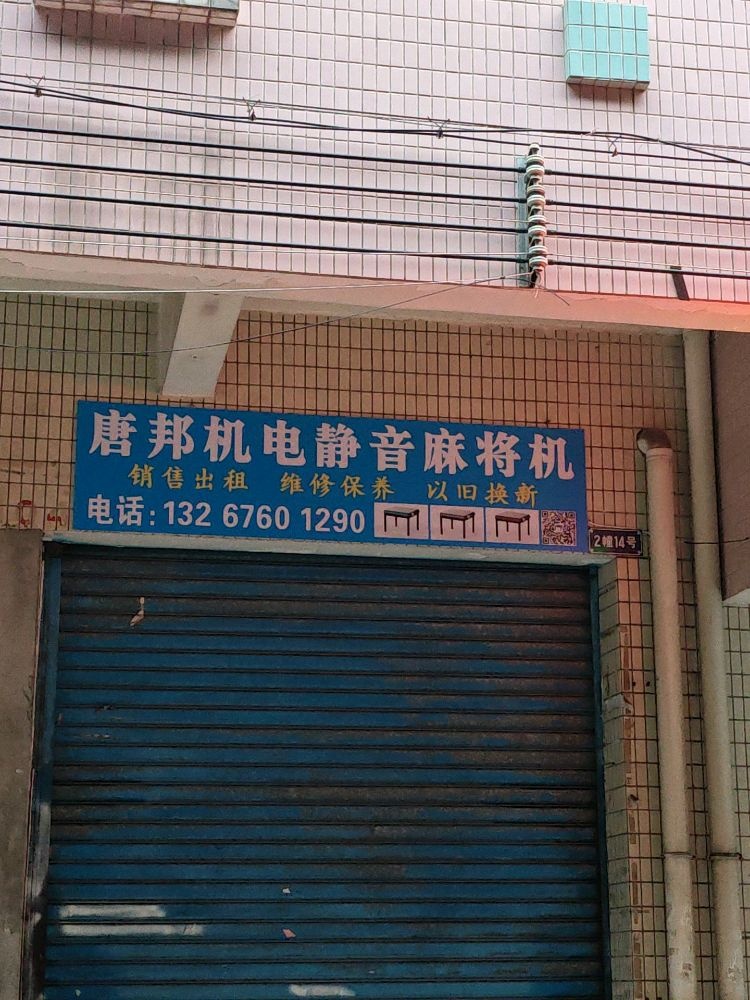 唐邦机电静音麻将机
销售出租 维修保养 以旧换新
电话:132 6760 1290
2幢14号